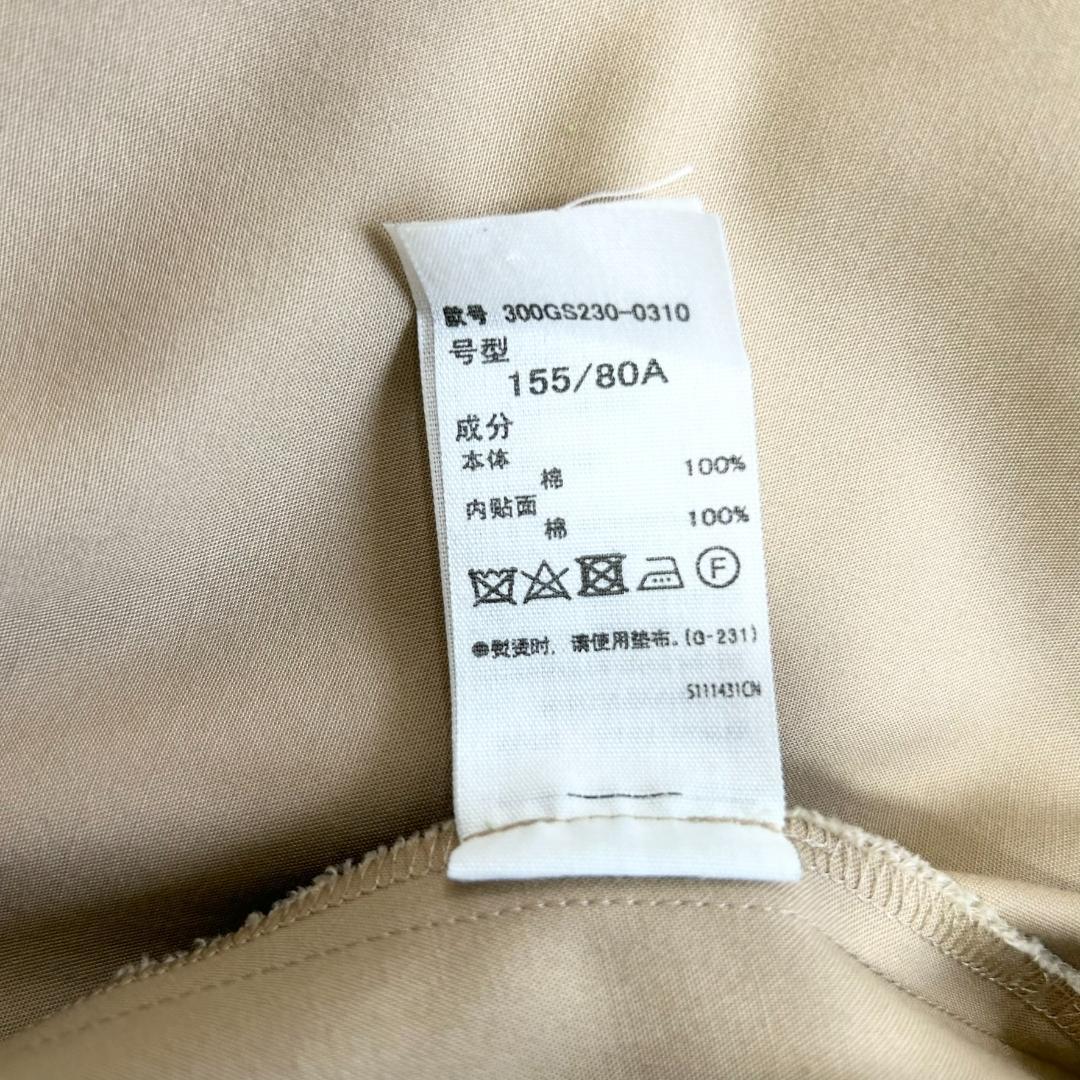 款号 300GS230-0310
号型
155/80A
成分
本体
棉 100%
内贴面
棉 100%
F
●熨烫时, 请使用垫布。(G-231)
S111431CN